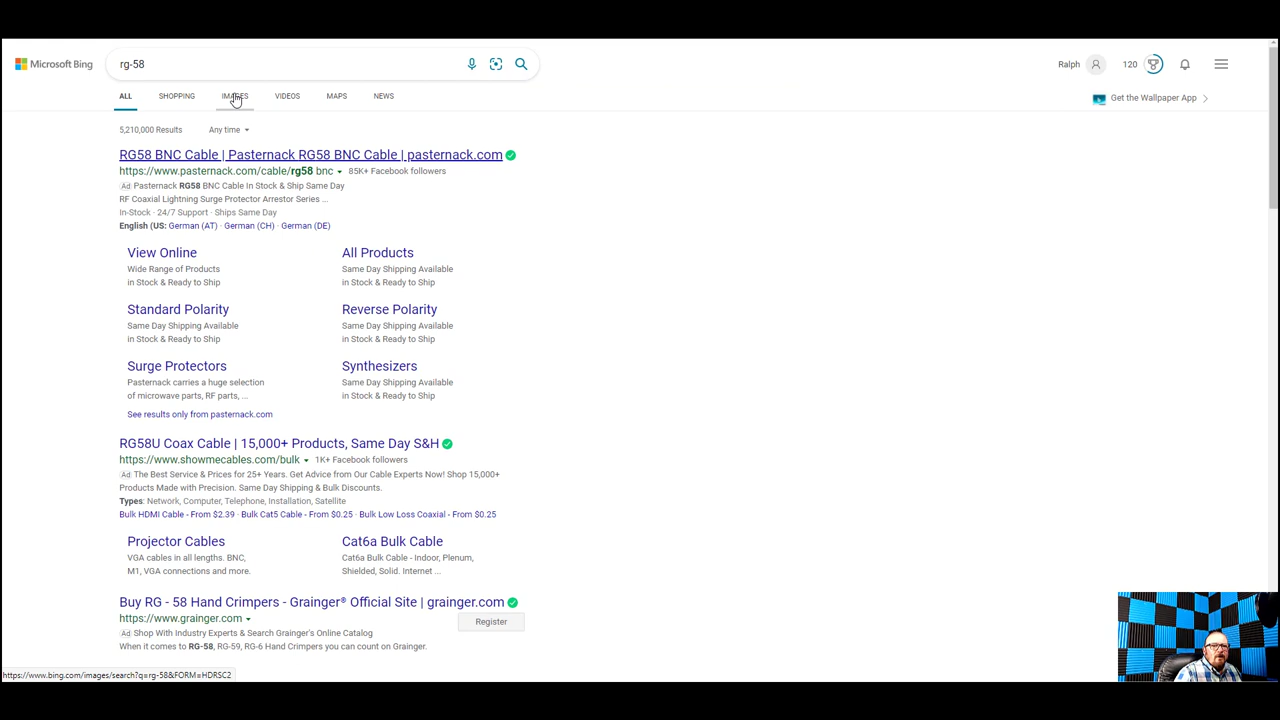 Microsoft Bing
rg-58
Ralph
120
ALL
SHOPPING
IMAGES
VIDEOS
MAPS
NEWS
Get the Wallpaper App
5,210,000 Results
Any time
RG58 BNC Cable | Pasternack RG58 BNC Cable | pasternack.com
https://www.pasternack.com/cable/rg58 bnc
85K+ Facebook followers
Ad Pasternack RG58 BNC Cable In Stock & Ship Same Day
RF Coaxial Lightning Surge Protector Arrestor Series ...
In-Stock · 24/7 Support · Ships Same Day
English (US: German (AT) · German (CH) · German (DE)
View Online
Wide Range of Products
in Stock & Ready to Ship
All Products
Same Day Shipping Available
in Stock & Ready to Ship
Standard Polarity
Same Day Shipping Available
in Stock & Ready to Ship
Reverse Polarity
Same Day Shipping Available
in Stock & Ready to Ship
Surge Protectors
Pasternack carries a huge selection
of microwave parts, RF parts, ...
Synthesizers
Same Day Shipping Available
in Stock & Ready to Ship
See results only from pasternack.com
RG58U Coax Cable | 15,000+ Products, Same Day S&H
https://www.showmecables.com/bulk
1K+ Facebook followers
Ad The Best Service & Prices for 25+ Years. Get Advice from Our Cable Experts Now! Shop 15,000+
Products Made with Precision. Same Day Shipping & Bulk Discounts.
Types: Network, Computer, Telephone, Installation, Satellite
Bulk HDMI Cable - From $2.39 · Bulk Cat5 Cable - From $0.25 · Bulk Low Loss Coaxial - From $0.25
Projector Cables
VGA cables in all lengths. BNC,
M1, VGA connections and more.
Cat6a Bulk Cable
Cat6a Bulk Cable - Indoor, Plenum,
Shielded, Solid. Internet ...
Buy RG - 58 Hand Crimpers - Grainger® Official Site | grainger.com
https://www.grainger.com
Register
Ad Shop With Industry Experts & Search Grainger's Online Catalog
When it comes to RG-58, RG-59, RG-6 Hand Crimpers you can count on Grainger.
https://www.bing.com/images/search?q=rg-58&FORM=HDRSC2